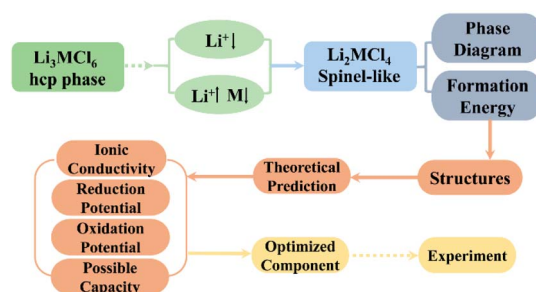 Li₃MCl₆
hcp phase
Li⁺↓
Li⁺↑ M↓
Li₂MCl₄
Spinel-like
Phase
Diagram
Formation
Energy
Structures
Theoretical
Prediction
Ionic
Conductivity
Reduction
Potential
Oxidation
Potential
Possible
Capacity
Optimized
Component
Experiment